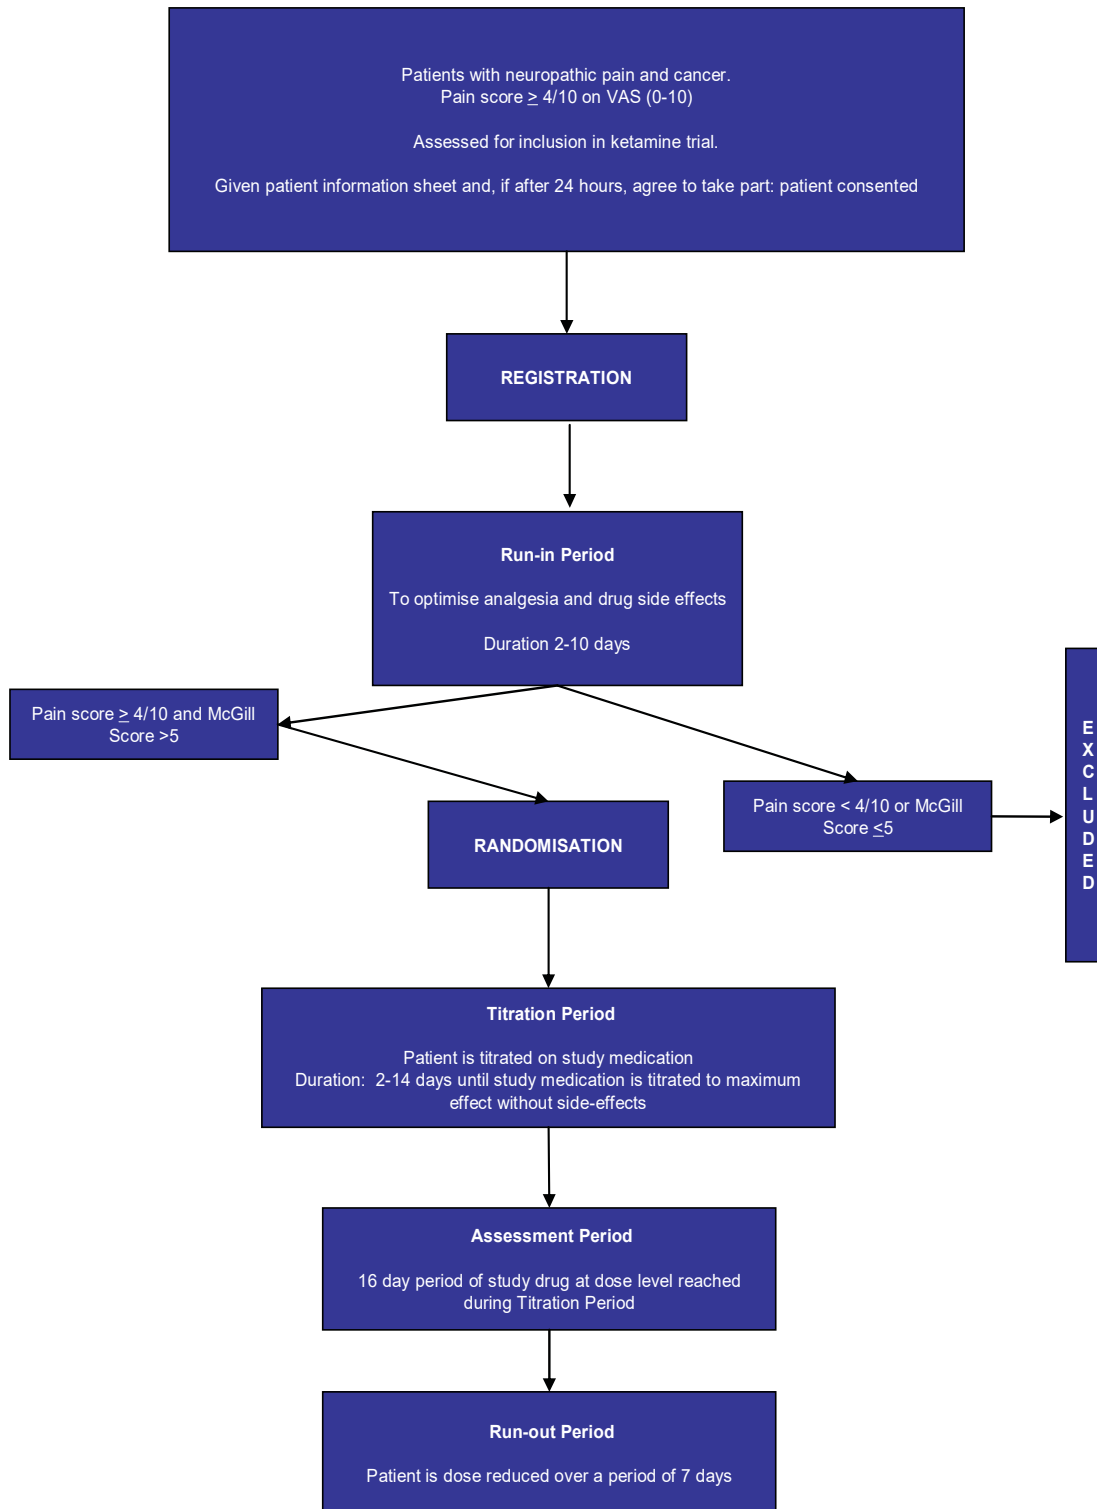 Patients with neuropathic pain and cancer.
Pain score ≥ 4/10 on VAS (0-10)
Assessed for inclusion in ketamine trial.
Given patient information sheet and, if after 24 hours, agree to take part: patient consented
REGISTRATION
Run-in Period
To optimise analgesia and drug side effects
Duration 2-10 days
Pain score ≥ 4/10 and McGill
Score >5
Pain score < 4/10 or McGill
Score ≤5
E
X
C
L
U
D
E
D
RANDOMISATION
Titration Period
Patient is titrated on study medication
Duration:  2-14 days until study medication is titrated to maximum
effect without side-effects
Assessment Period
16 day period of study drug at dose level reached
during Titration Period
Run-out Period
Patient is dose reduced over a period of 7 days